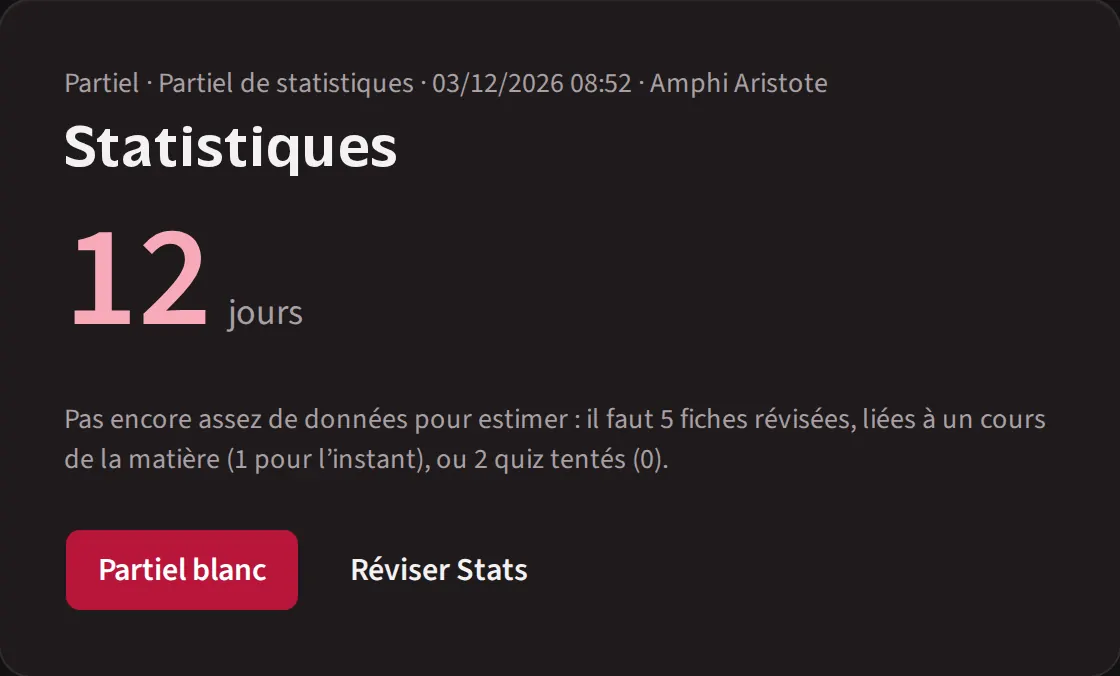 Partiel · Partiel de statistiques · 03/12/2026 08:52 · Amphi Aristote
Statistiques
12 jours
Pas encore assez de données pour estimer : il faut 5 fiches révisées, liées à un cours
de la matière (1 pour l’instant), ou 2 quiz tentés (0).
Partiel blanc
Réviser Stats